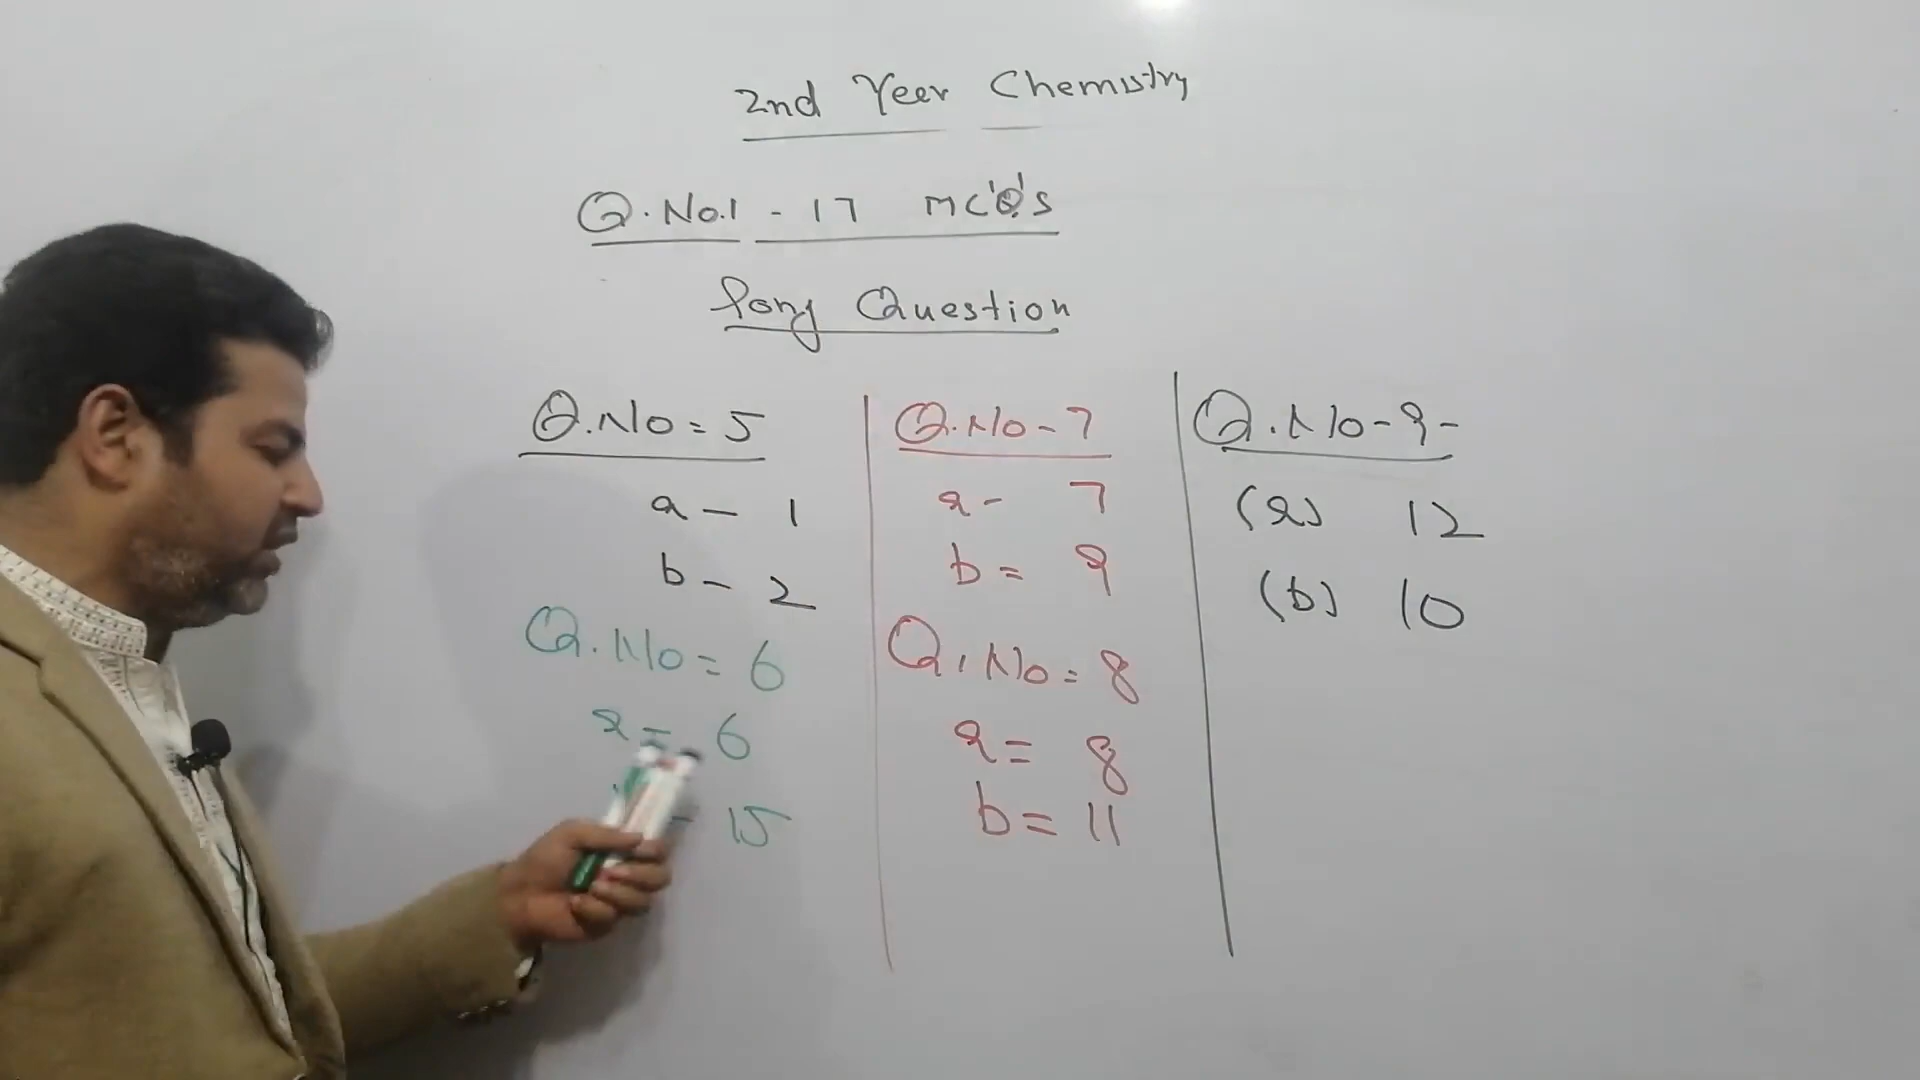 2nd Year Chemistry
Q.No.1 - 17 MC'Q's
Long Question
Q.No = 5
a - 1
b - 2
Q.No = 6
a = 6
- 15
Q.No - 7
a - 7
b = 9
Q.No = 8
a = 8
b = 11
Q.No - 9 -
(a) 12
(b) 10